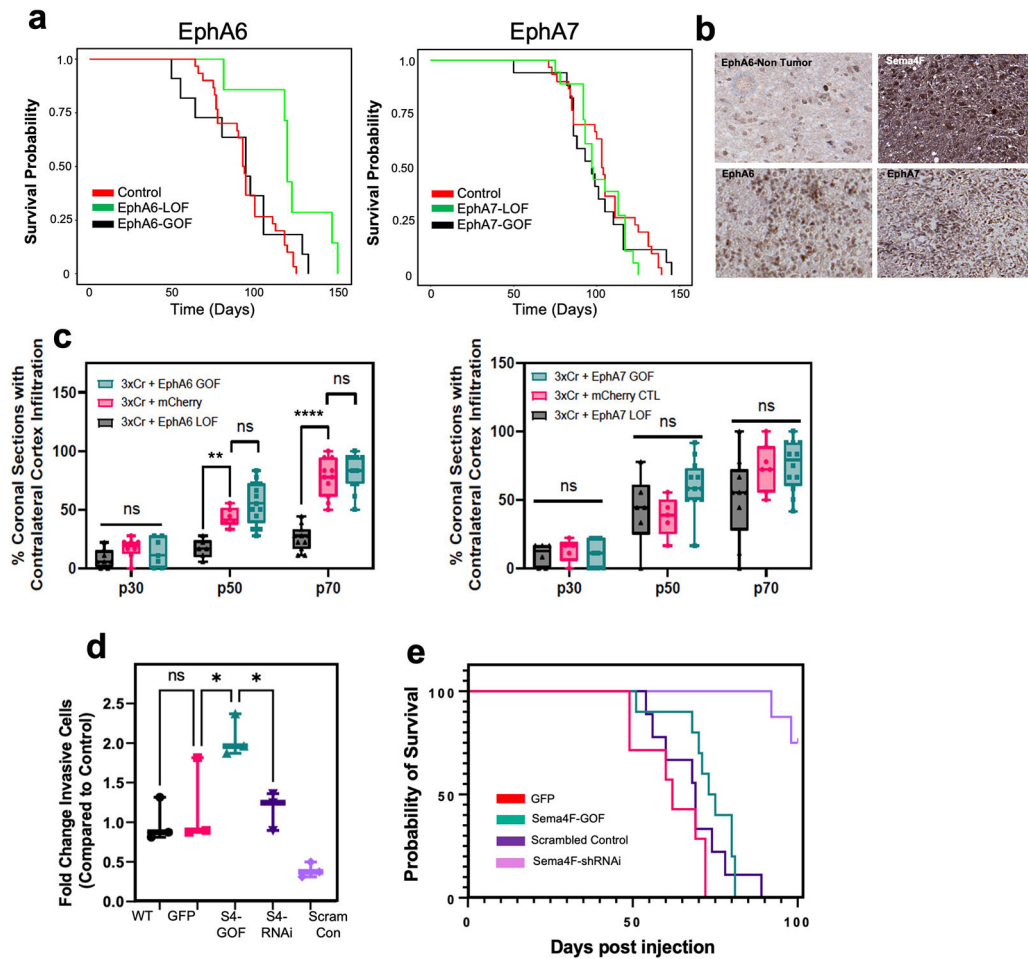 a
EphA6
EphA7
b
Survival Probability
1.0
0.75
0.50
0.25
0
Control
EphA6-LOF
EphA6-GOF
0
50
100
150
Time (Days)
Survival Probability
1.0
0.75
0.50
0.25
0
Control
EphA7-LOF
EphA7-GOF
0
50
100
150
Time (Days)
EphA6-Non Tumor
Sema4F
EphA6
EphA7
c
% Coronal Sections with
Contralateral Cortex Infiltration
150
100
50
0
3xCr + EphA6 GOF
3xCr + mCherry
3xCr + EphA6 LOF
ns
**
ns
****
ns
p30
p50
p70
% Coronal Sections with
Contralateral Cortex Infiltration
150
100
50
0
3xCr + EphA7 GOF
3xCr + mCherry CTL
3xCr + EphA7 LOF
ns
ns
ns
p30
p50
p70
d
Fold Change Invasive Cells
(Compared to Control)
2.5
2.0
1.5
1.0
0.5
0.0
ns
*
*
WT
GFP
S4-
GOF
S4-
RNAi
Scram
Con
e
Probability of Survival
100
50
0
GFP
Sema4F-GOF
Scrambled Control
Sema4F-shRNAi
0
50
100
Days post injection